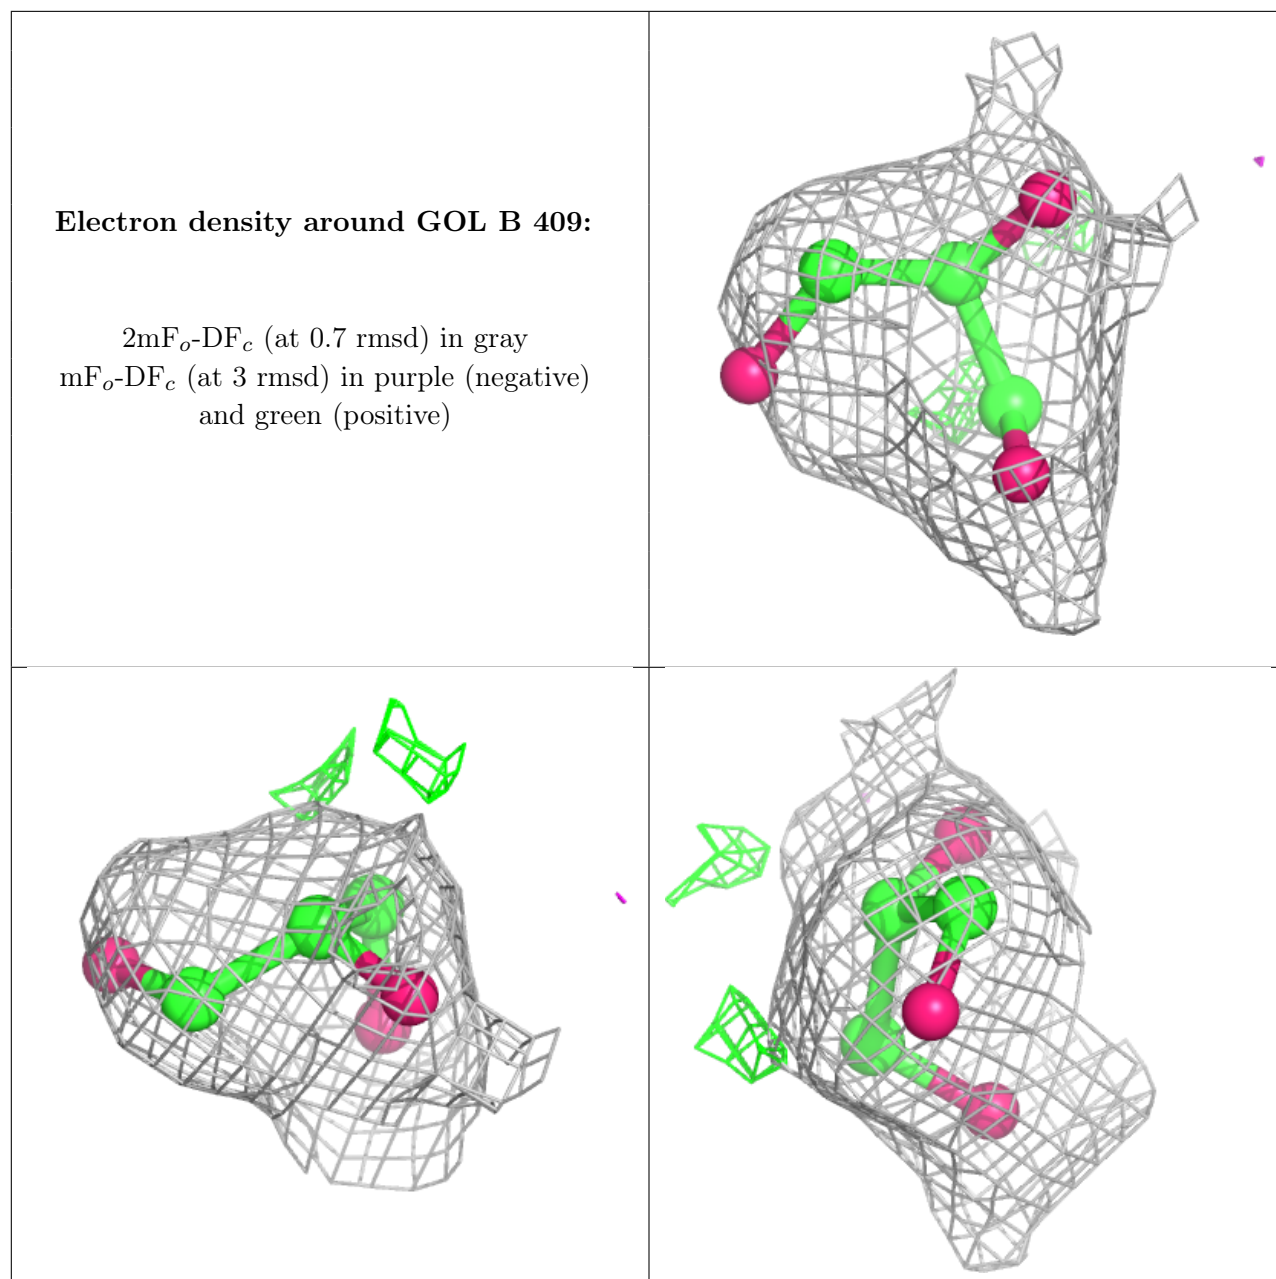 Electron density around GOL B 409:
2mFo-DFc (at 0.7 rmsd) in gray
mFo-DFc (at 3 rmsd) in purple (negative)
and green (positive)